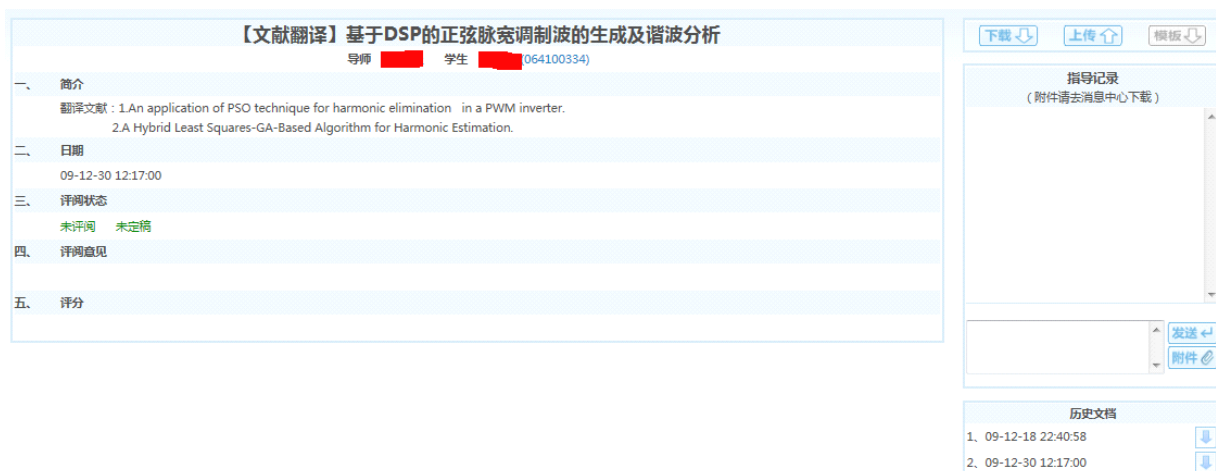 【文献翻译】基于DSP的正弦脉宽调制波的生成及谐波分析
导师 学生 (064100334)
一、 简介
翻译文献：1.An application of PSO technique for harmonic elimination in a PWM inverter.
2.A Hybrid Least Squares-GA-Based Algorithm for Harmonic Estimation.
二、 日期
09-12-30 12:17:00
三、 评阅状态
未评阅 未定稿
四、 评阅意见
五、 评分
下载 上传 模板
指导记录
（附件请去消息中心下载）
发送
附件
历史文档
1、09-12-18 22:40:58
2、09-12-30 12:17:00